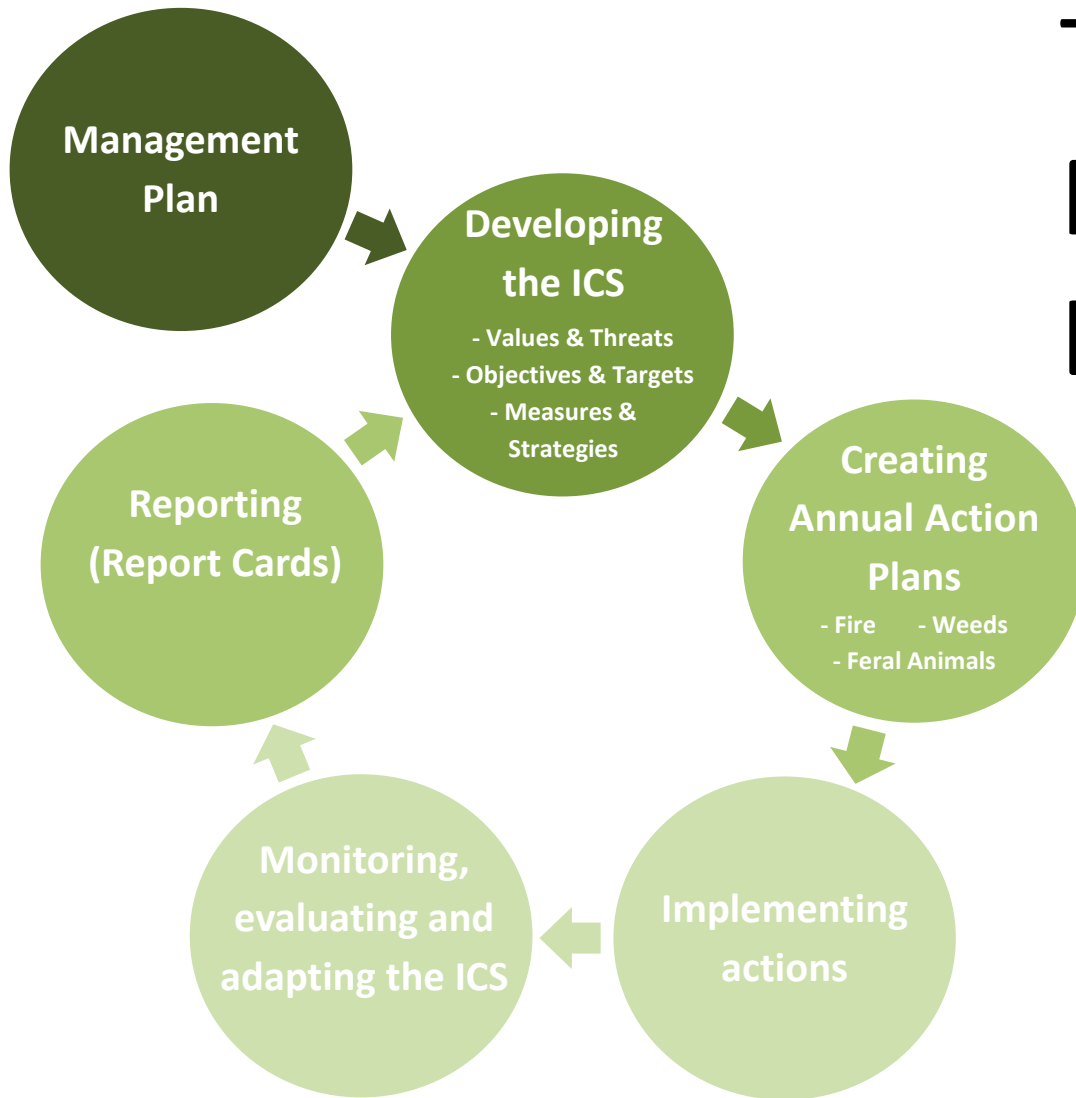 Management
Plan
Developing
the ICS
- Values & Threats
- Objectives & Targets
- Measures &
Strategies
Creating
Annual Action
Plans
- Fire - Weeds
- Feral Animals
Implementing
actions
Monitoring,
evaluating and
adapting the ICS
Reporting
(Report Cards)